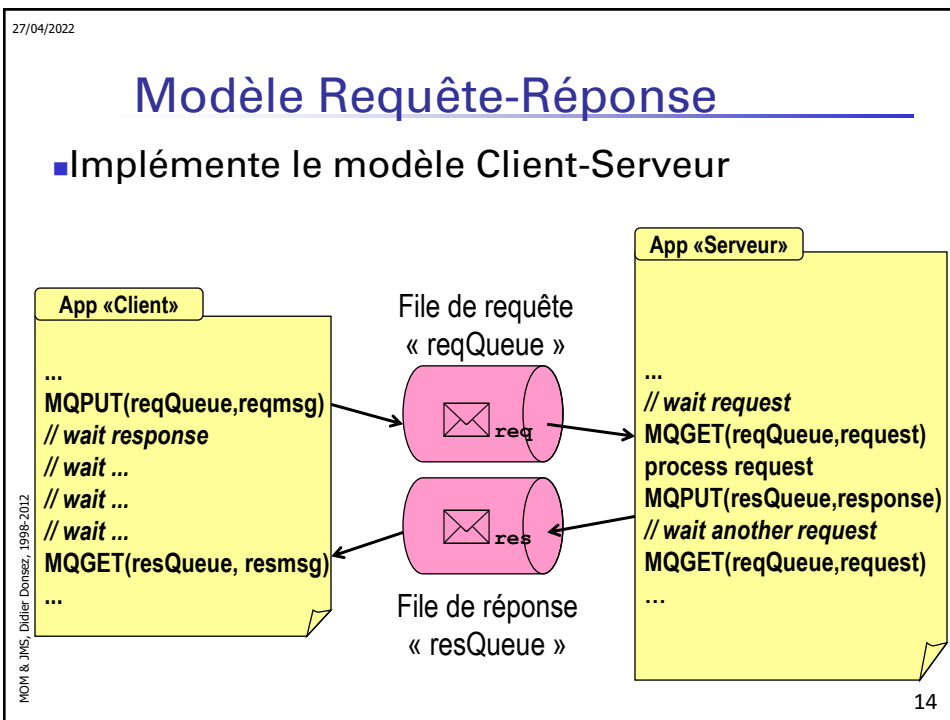 27/04/2022
Modèle Requête-Réponse
Implémente le modèle Client-Serveur
App «Client»
...
MQPUT(reqQueue,reqmsg)
// wait response
// wait ...
// wait ...
// wait ...
MQGET(resQueue, resmsg)
...
File de requête
« reqQueue »
req
res
File de réponse
« resQueue »
App «Serveur»
...
// wait request
MQGET(reqQueue,request)
process request
MQPUT(resQueue,response)
// wait another request
MQGET(reqQueue,request)
…
MOM & JMS, Didier Donsez, 1998-2012
14